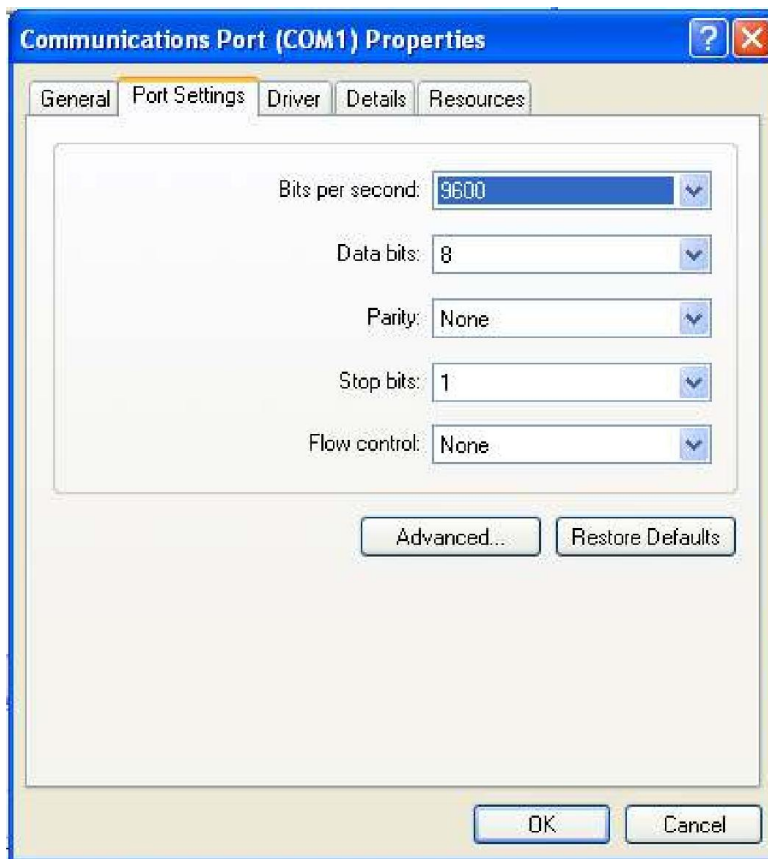 Communications Port (COM1) Properties
General Port Settings Driver Details Resources
Bits per second: 9600
Data bits: 8
Parity: None
Stop bits: 1
Flow control: None
Advanced... Restore Defaults
OK Cancel